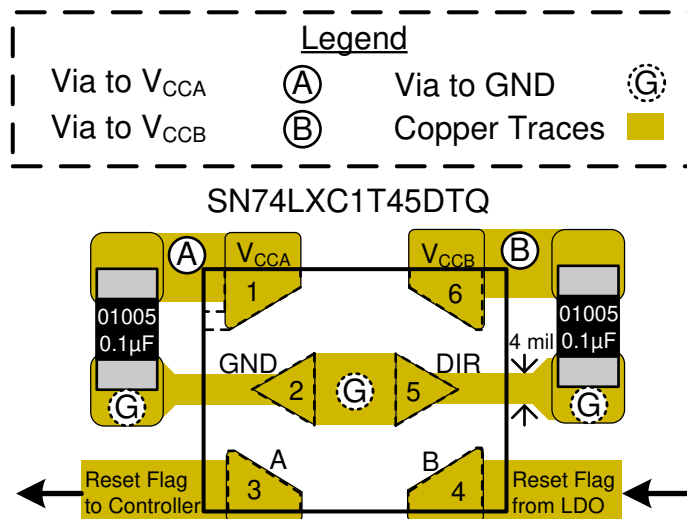 Legend
Via to VCCA A Via to GND G
Via to VCCB B Copper Traces
SN74LXC1T45DTQ
A VCCA VCCB B
1 6
01005 01005
0.1µF 0.1µF
4 mil
GND DIR
G 2 G 5 G
A B
Reset Flag 3 4 Reset Flag
to Controller from LDO